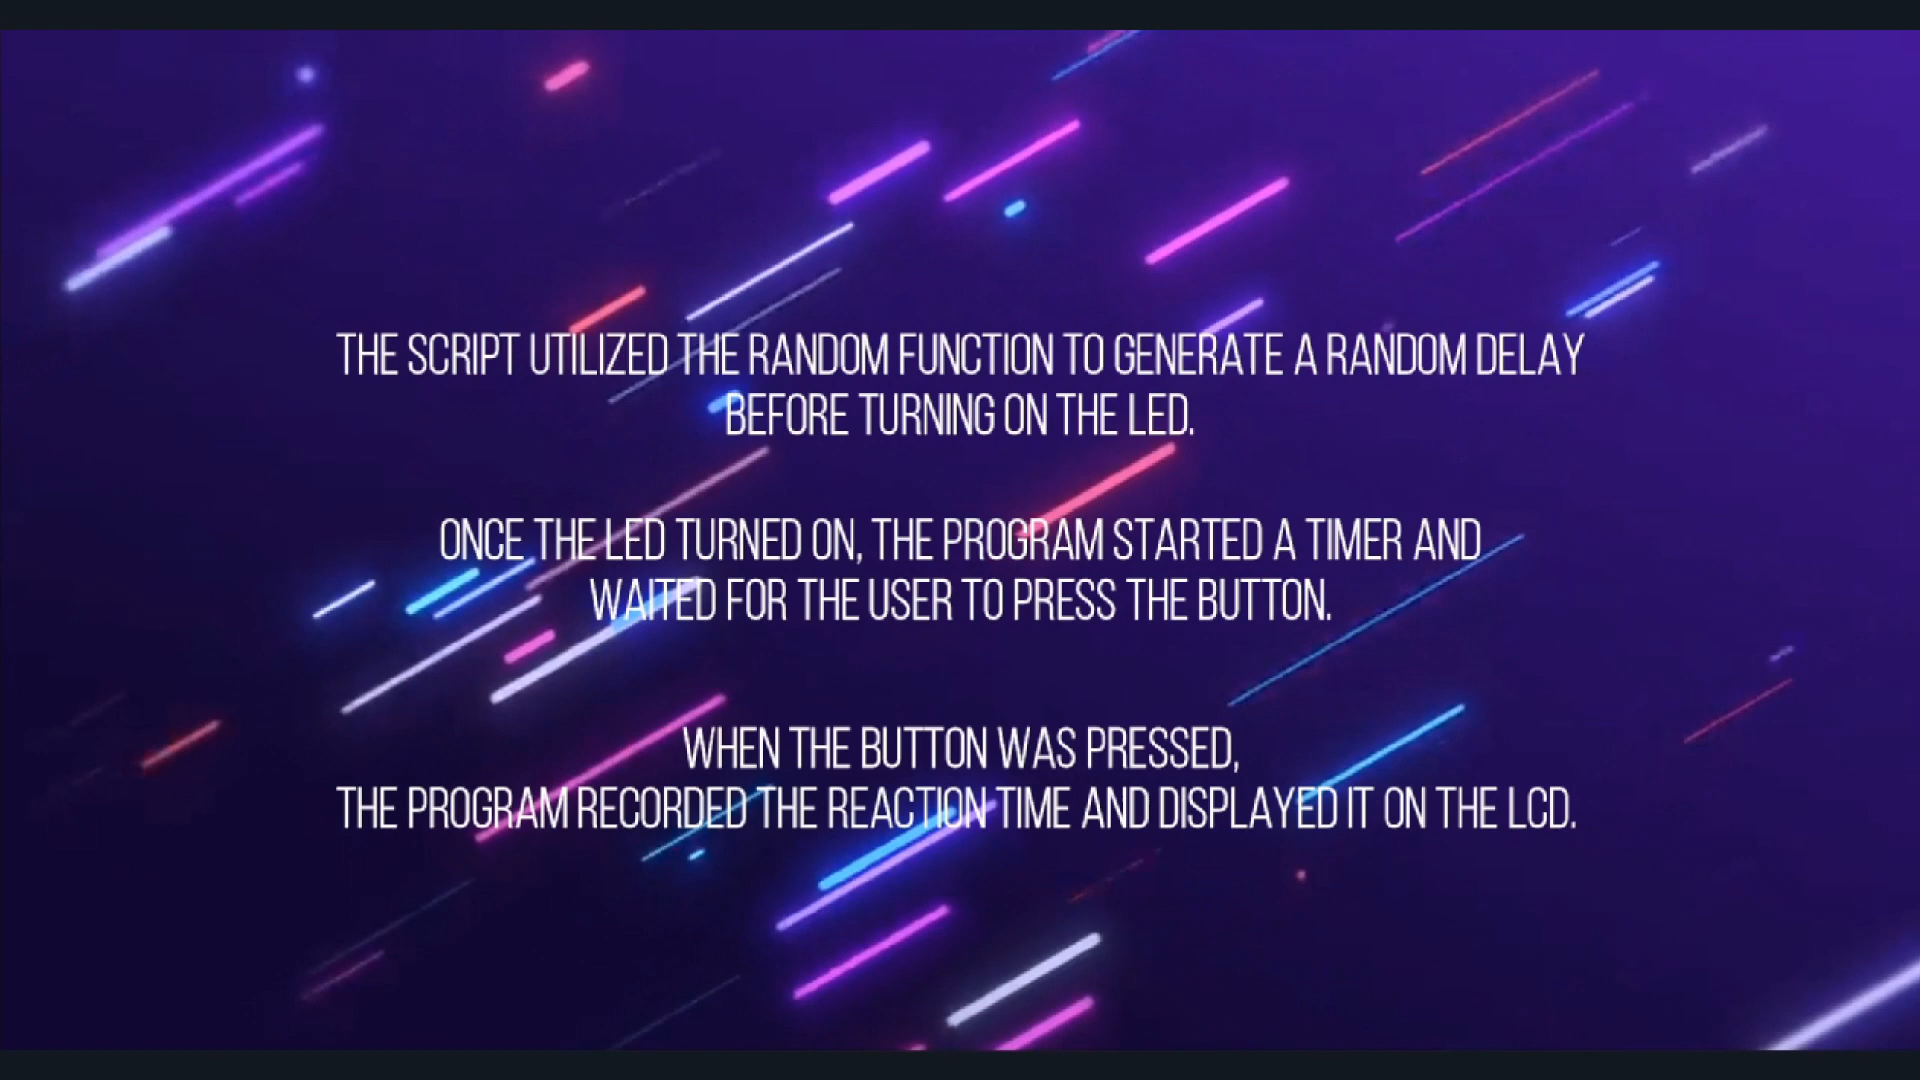 THE SCRIPT UTILIZED THE RANDOM FUNCTION TO GENERATE A RANDOM DELAY
BEFORE TURNING ON THE LED.
ONCE THE LED TURNED ON, THE PROGRAM STARTED A TIMER AND
WAITED FOR THE USER TO PRESS THE BUTTON.
WHEN THE BUTTON WAS PRESSED,
THE PROGRAM RECORDED THE REACTION TIME AND DISPLAYED IT ON THE LCD.